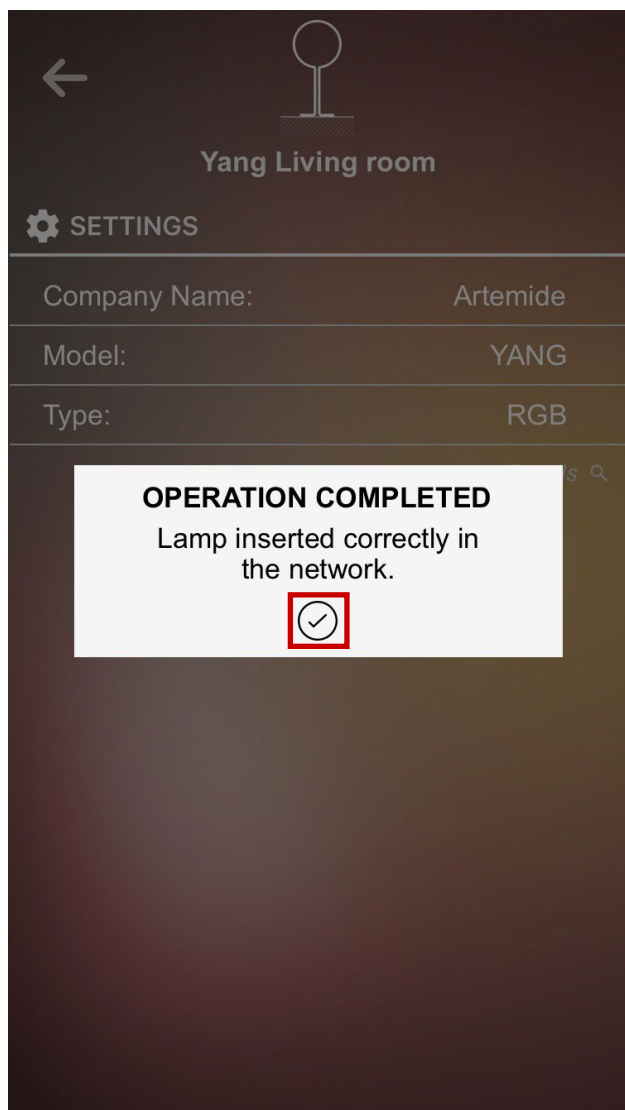 Yang Living room
SETTINGS
Company Name: Artemide
Model: YANG
Type: RGB
OPERATION COMPLETED
Lamp inserted correctly in
the network.